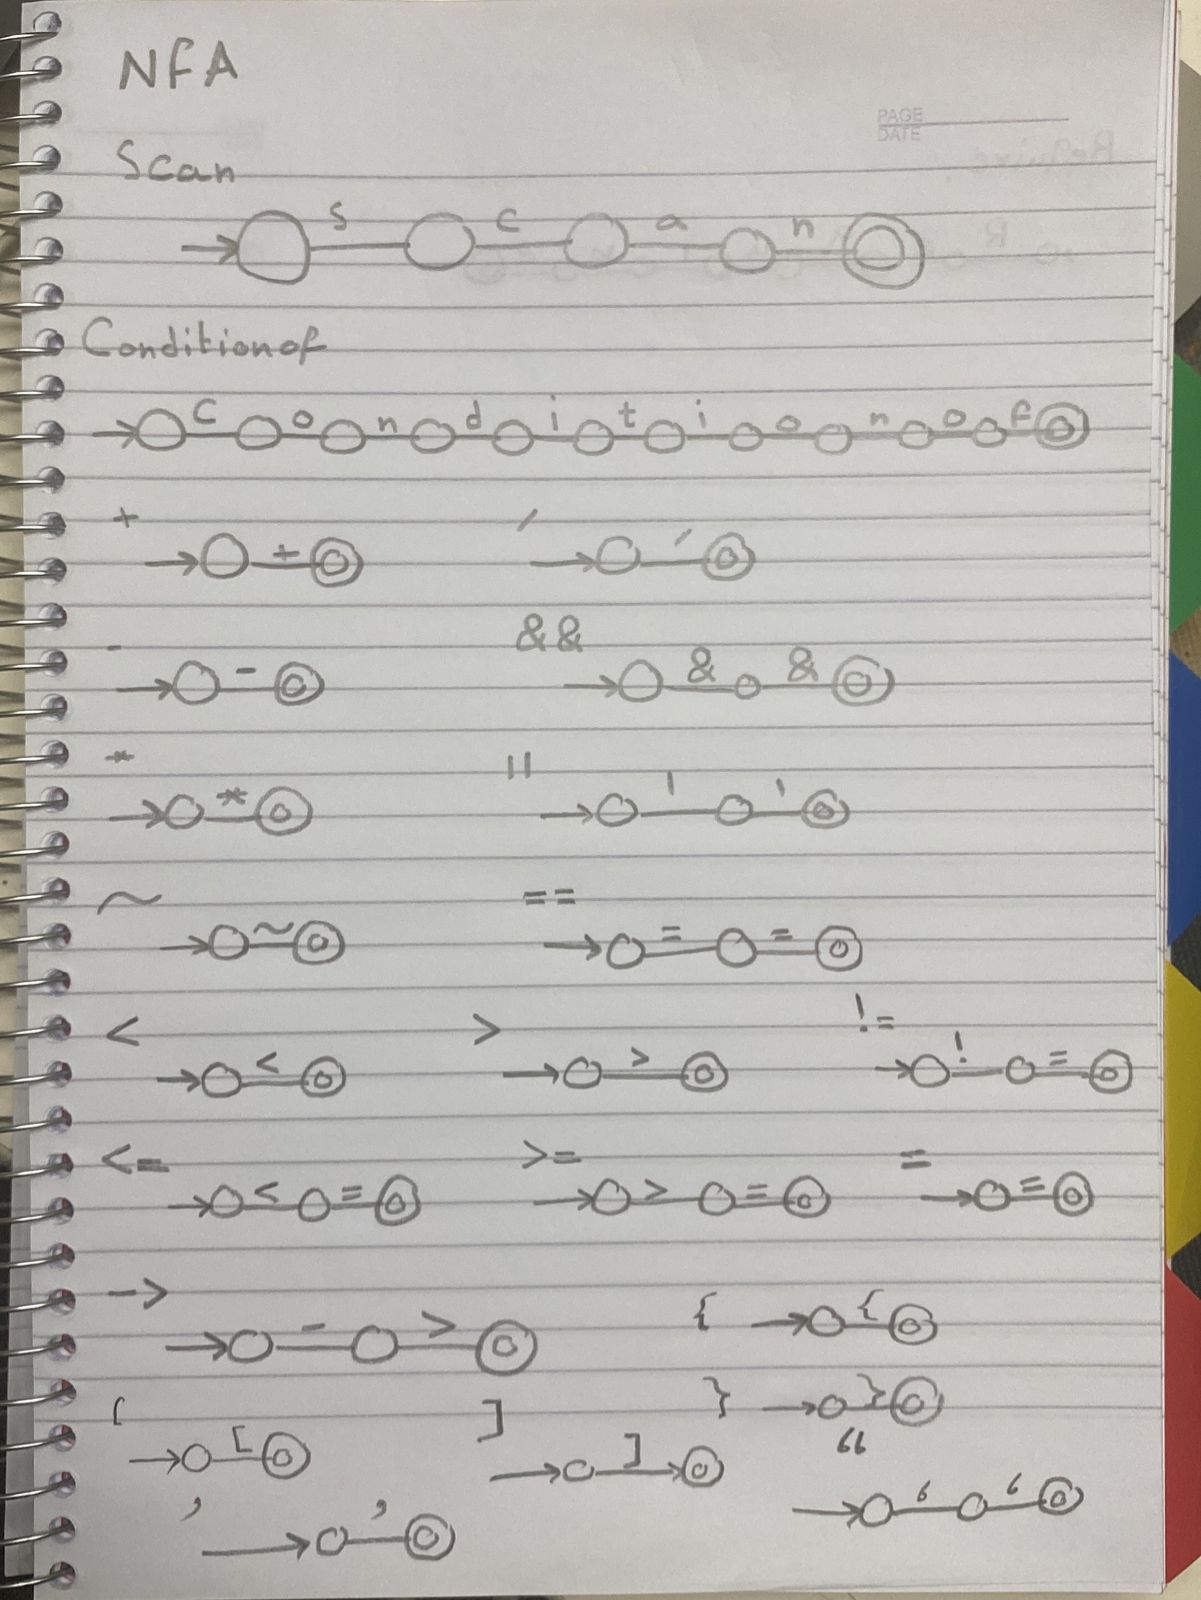 NFA
PAGE
DATE
Scan
s c a n
Conditionof
C o n d i t i o n o f
+ /
+ /
- &&
- & &
* ||
* | |
~ ==
~ = =
< > !=
< > ! =
<= >= =
< = > = =
-> { {
- >
[ ] } }
[ ] “
‘ ‘
, ,